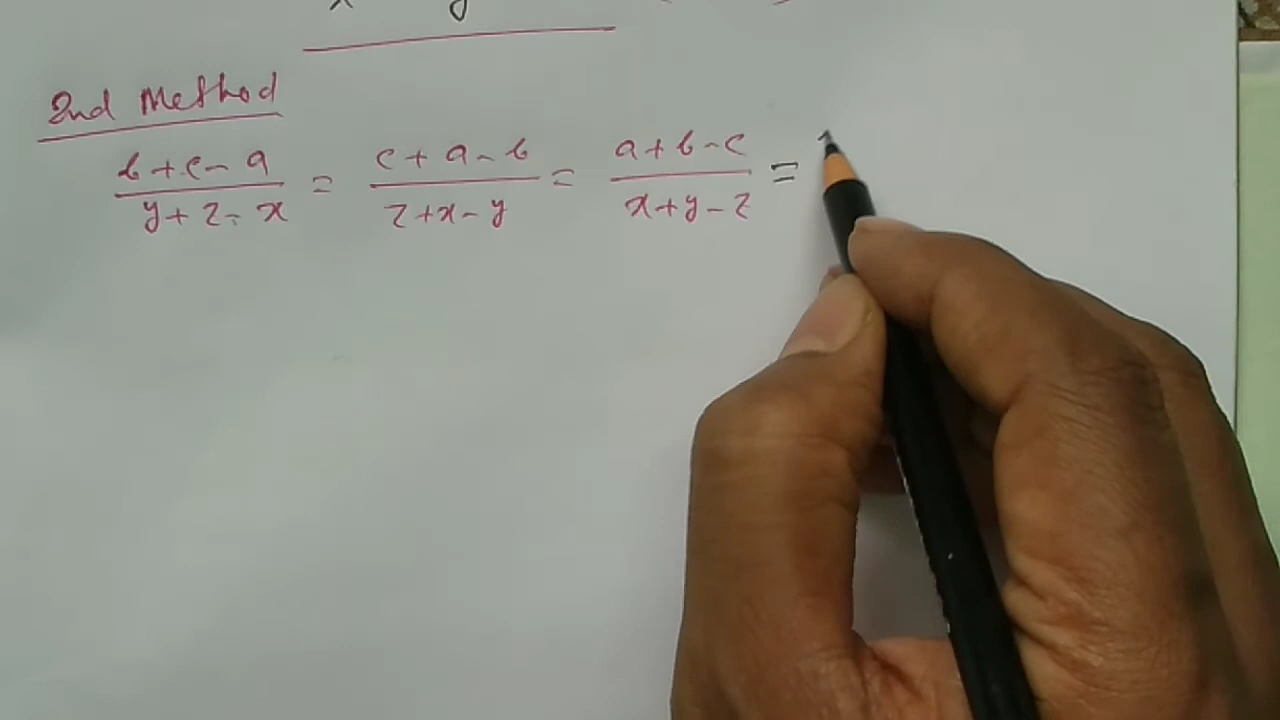 x y
2nd Method
b+c-a / y+z-x = c+a-b / z+x-y = a+b-c / x+y-z =